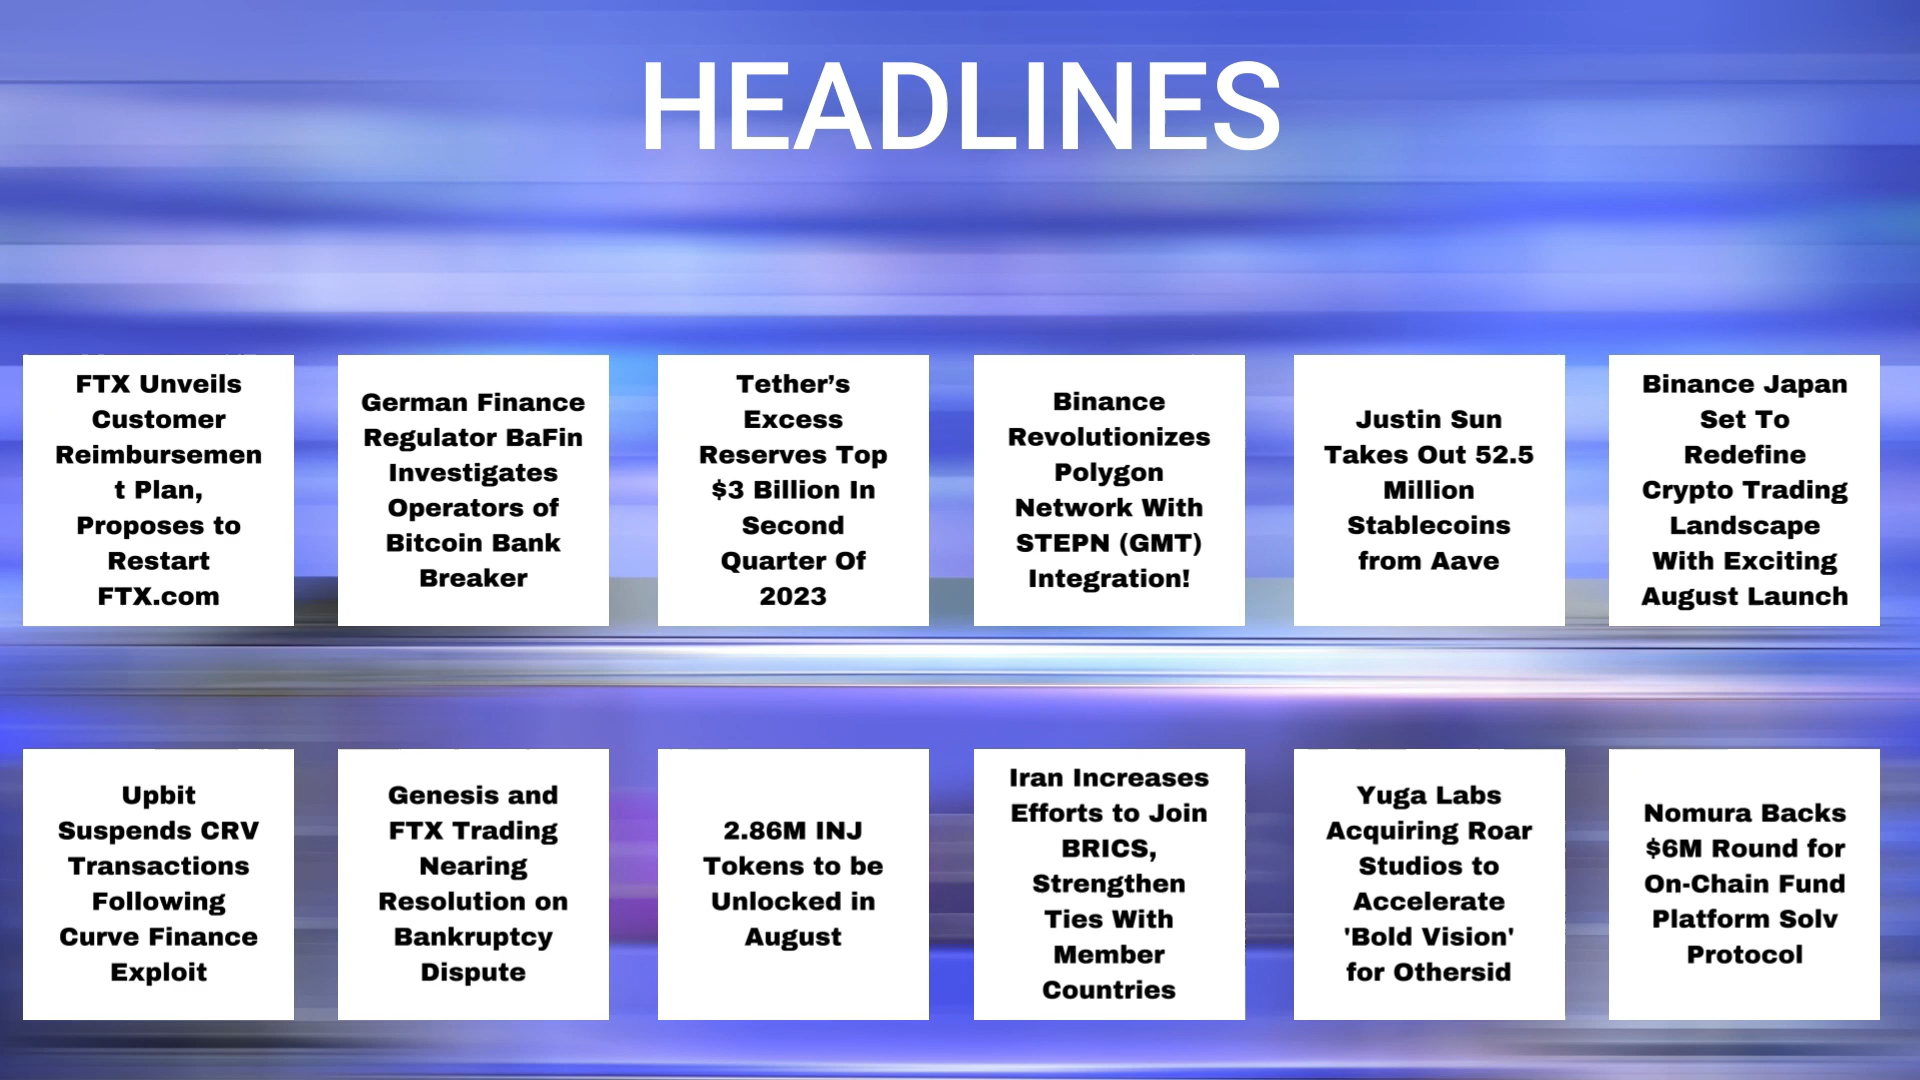 HEADLINES
FTX Unveils
Customer
Reimbursemen
t Plan,
Proposes to
Restart
FTX.com
German Finance
Regulator BaFin
Investigates
Operators of
Bitcoin Bank
Breaker
Tether’s
Excess
Reserves Top
$3 Billion In
Second
Quarter Of
2023
Binance
Revolutionizes
Polygon
Network With
STEPN (GMT)
Integration!
Justin Sun
Takes Out 52.5
Million
Stablecoins
from Aave
Binance Japan
Set To
Redefine
Crypto Trading
Landscape
With Exciting
August Launch
Upbit
Suspends CRV
Transactions
Following
Curve Finance
Exploit
Genesis and
FTX Trading
Nearing
Resolution on
Bankruptcy
Dispute
2.86M INJ
Tokens to be
Unlocked in
August
Iran Increases
Efforts to Join
BRICS,
Strengthen
Ties With
Member
Countries
Yuga Labs
Acquiring Roar
Studios to
Accelerate
'Bold Vision'
for Othersid
Nomura Backs
$6M Round for
On-Chain Fund
Platform Solv
Protocol